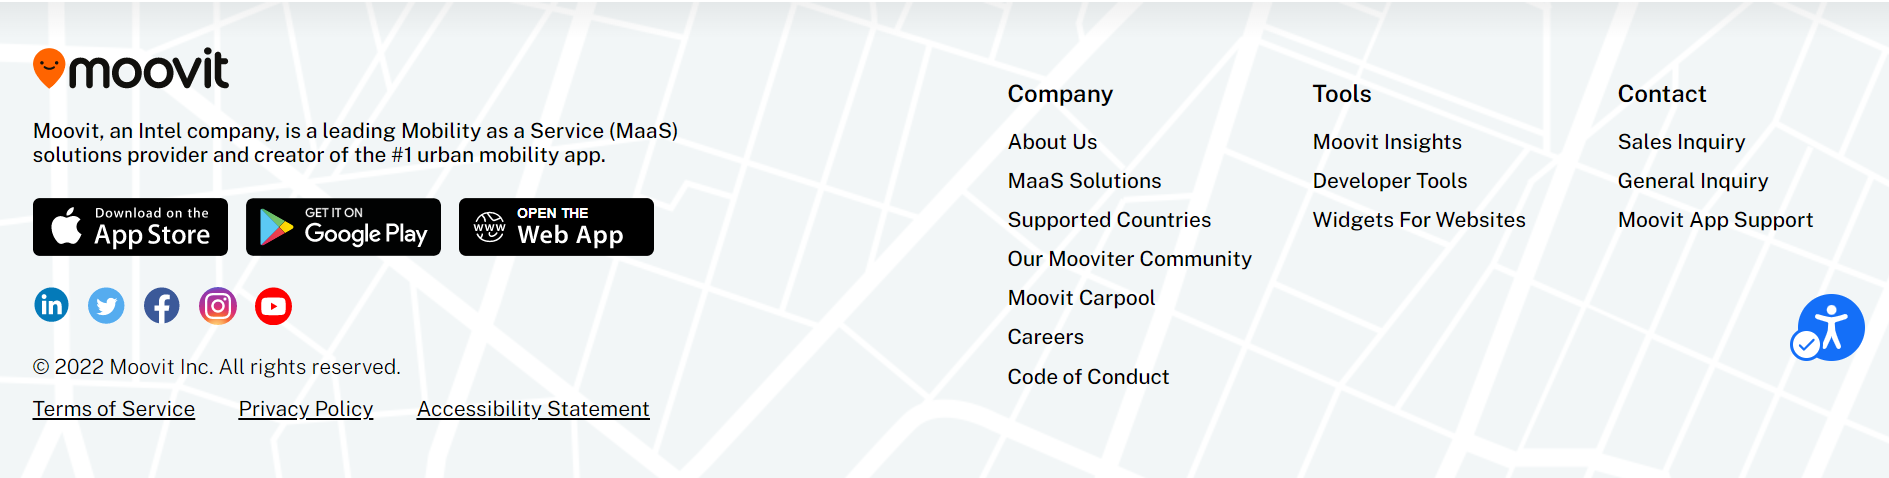 moovit
Moovit, an Intel company, is a leading Mobility as a Service (MaaS)
solutions provider and creator of the #1 urban mobility app.
Download on the
App Store
GET IT ON
Google Play
www
OPEN THE
Web App
in
f
© 2022 Moovit Inc. All rights reserved.
Terms of Service
Privacy Policy
Accessibility Statement
Company
About Us
MaaS Solutions
Supported Countries
Our Mooviter Community
Moovit Carpool
Careers
Code of Conduct
Tools
Moovit Insights
Developer Tools
Widgets For Websites
Contact
Sales Inquiry
General Inquiry
Moovit App Support